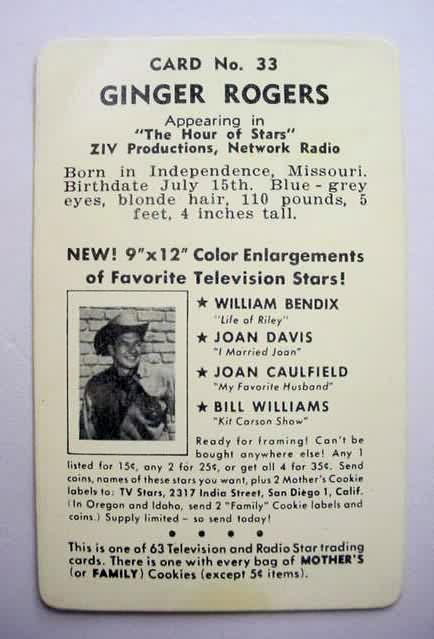 CARD No. 33
GINGER ROGERS
Appearing in
"The Hour of Stars"
ZIV Productions, Network Radio
Born in Independence, Missouri.
Birthdate July 15th. Blue-grey
eyes, blonde hair, 110 pounds, 5
feet, 4 inches tall.
NEW! 9"x12" Color Enlargements
of Favorite Television Stars!
★ WILLIAM BENDIX
"Life of Riley"
★ JOAN DAVIS
"I Married Joan"
★ JOAN CAULFIELD
"My Favorite Husband"
★ BILL WILLIAMS
"Kit Carson Show"
Ready for framing! Can't be
bought anywhere else! Any 1
listed for 15¢, any 2 for 25¢, or get all 4 for 35¢. Send
coins, names of these stars you want, plus 2 Mother's Cookie
labels to: TV Stars, 2317 India Street, San Diego 1, Calif.
(In Oregon and Idaho, send 2 "Family" Cookie labels and
coins.) Supply limited — so send today!
This is one of 63 Television and Radio Star trading
cards. There is one with every bag of MOTHER'S
(or FAMILY) Cookies (except 5¢ items).